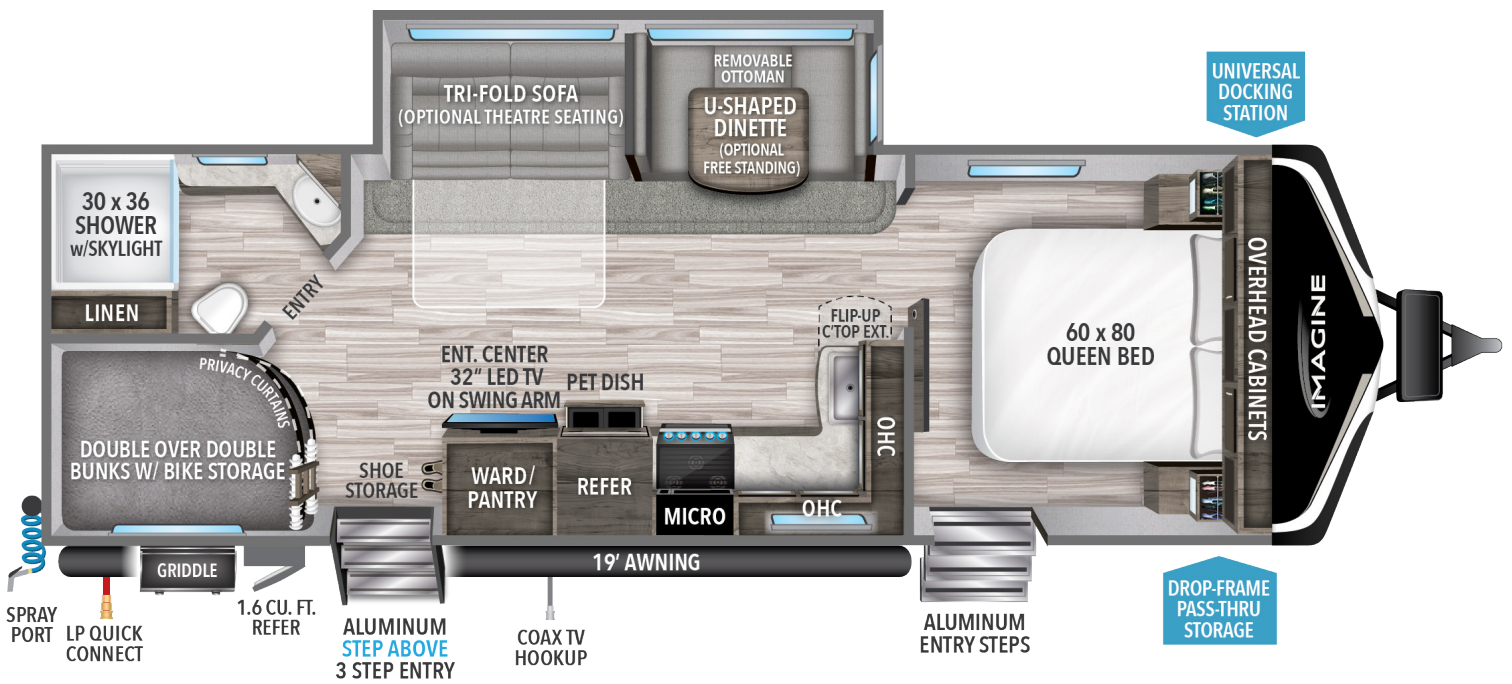 REMOVABLE
OTTOMAN
TRI-FOLD SOFA
(OPTIONAL THEATRE SEATING)
U-SHAPED
DINETTE
(OPTIONAL
FREE STANDING)
UNIVERSAL
DOCKING
STATION
30 x 36
SHOWER
w/SKYLIGHT
LINEN
ENTRY
PRIVACY CURTAINS
DOUBLE OVER DOUBLE
BUNKS W/ BIKE STORAGE
ENT. CENTER
32" LED TV
ON SWING ARM
PET DISH
FLIP-UP
C'TOP EXT.
60 x 80
QUEEN BED
OVERHEAD CABINETS
IMAGINE
SHOE
STORAGE
WARD/
PANTRY
REFER
MICRO
OHC
OHC
19' AWNING
GRIDDLE
SPRAY
PORT
LP QUICK
CONNECT
1.6 CU. FT.
REFER
ALUMINUM
STEP ABOVE
3 STEP ENTRY
COAX TV
HOOKUP
ALUMINUM
ENTRY STEPS
DROP-FRAME
PASS-THRU
STORAGE